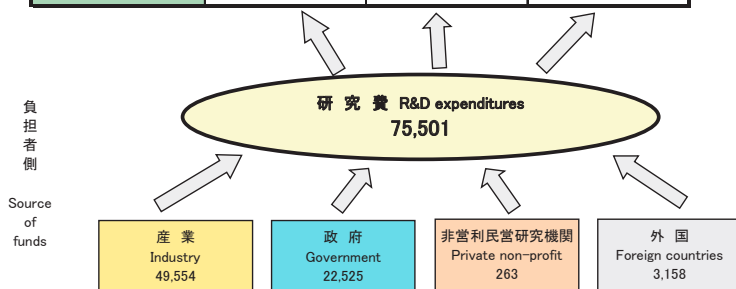 研 究 費 R&D expenditures
75,501
負
担
者
側
Source
of
funds
産 業
Industry
49,554
政 府
Government
22,525
非営利民営研究機関
Private non-profit
263
外 国
Foreign countries
3,158